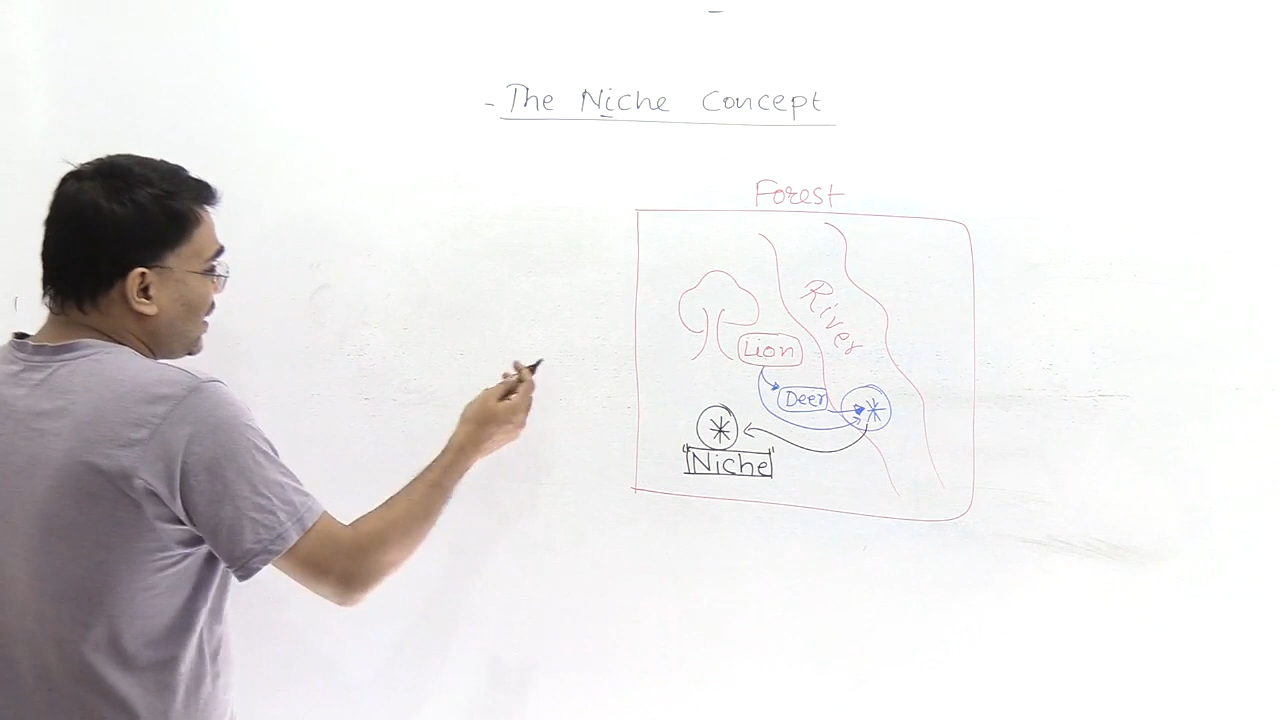 - The Niche Concept
Forest
River
Lion
Deer
"Niche"